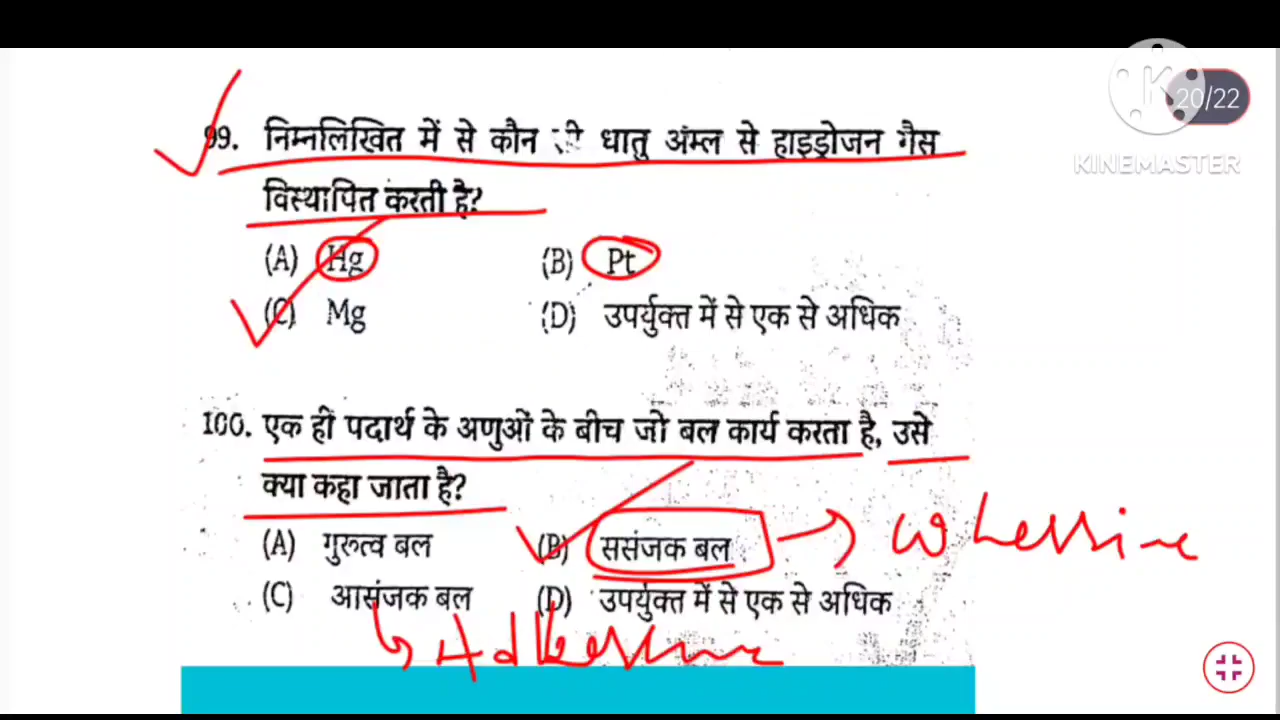 20/22
KINEMASTER
99. निम्नलिखित में से कौन सी धातु अम्ल से हाइड्रोजन गैस
विस्थापित करती है?
(A) Hg (B) Pt
(C) Mg (D) उपर्युक्त में से एक से अधिक
100. एक ही पदार्थ के अणुओं के बीच जो बल कार्य करता है, उसे
क्या कहा जाता है?
(A) गुरुत्व बल (B) ससंजक बल
(C) आसंजक बल (D) उपर्युक्त में से एक से अधिक